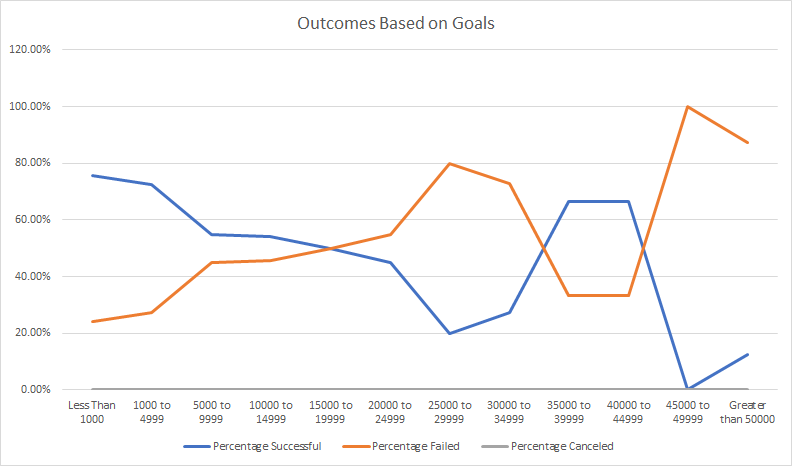 Outcomes Based on Goals
120.00%
100.00%
80.00%
60.00%
40.00%
20.00%
0.00%
Less Than 1000 to 5000 to 10000 to 15000 to 20000 to 25000 to 30000 to 35000 to 40000 to 45000 to Greater
1000 4999 9999 14999 19999 24999 29999 34999 39999 44999 49999 than 50000
Percentage Successful Percentage Failed Percentage Canceled